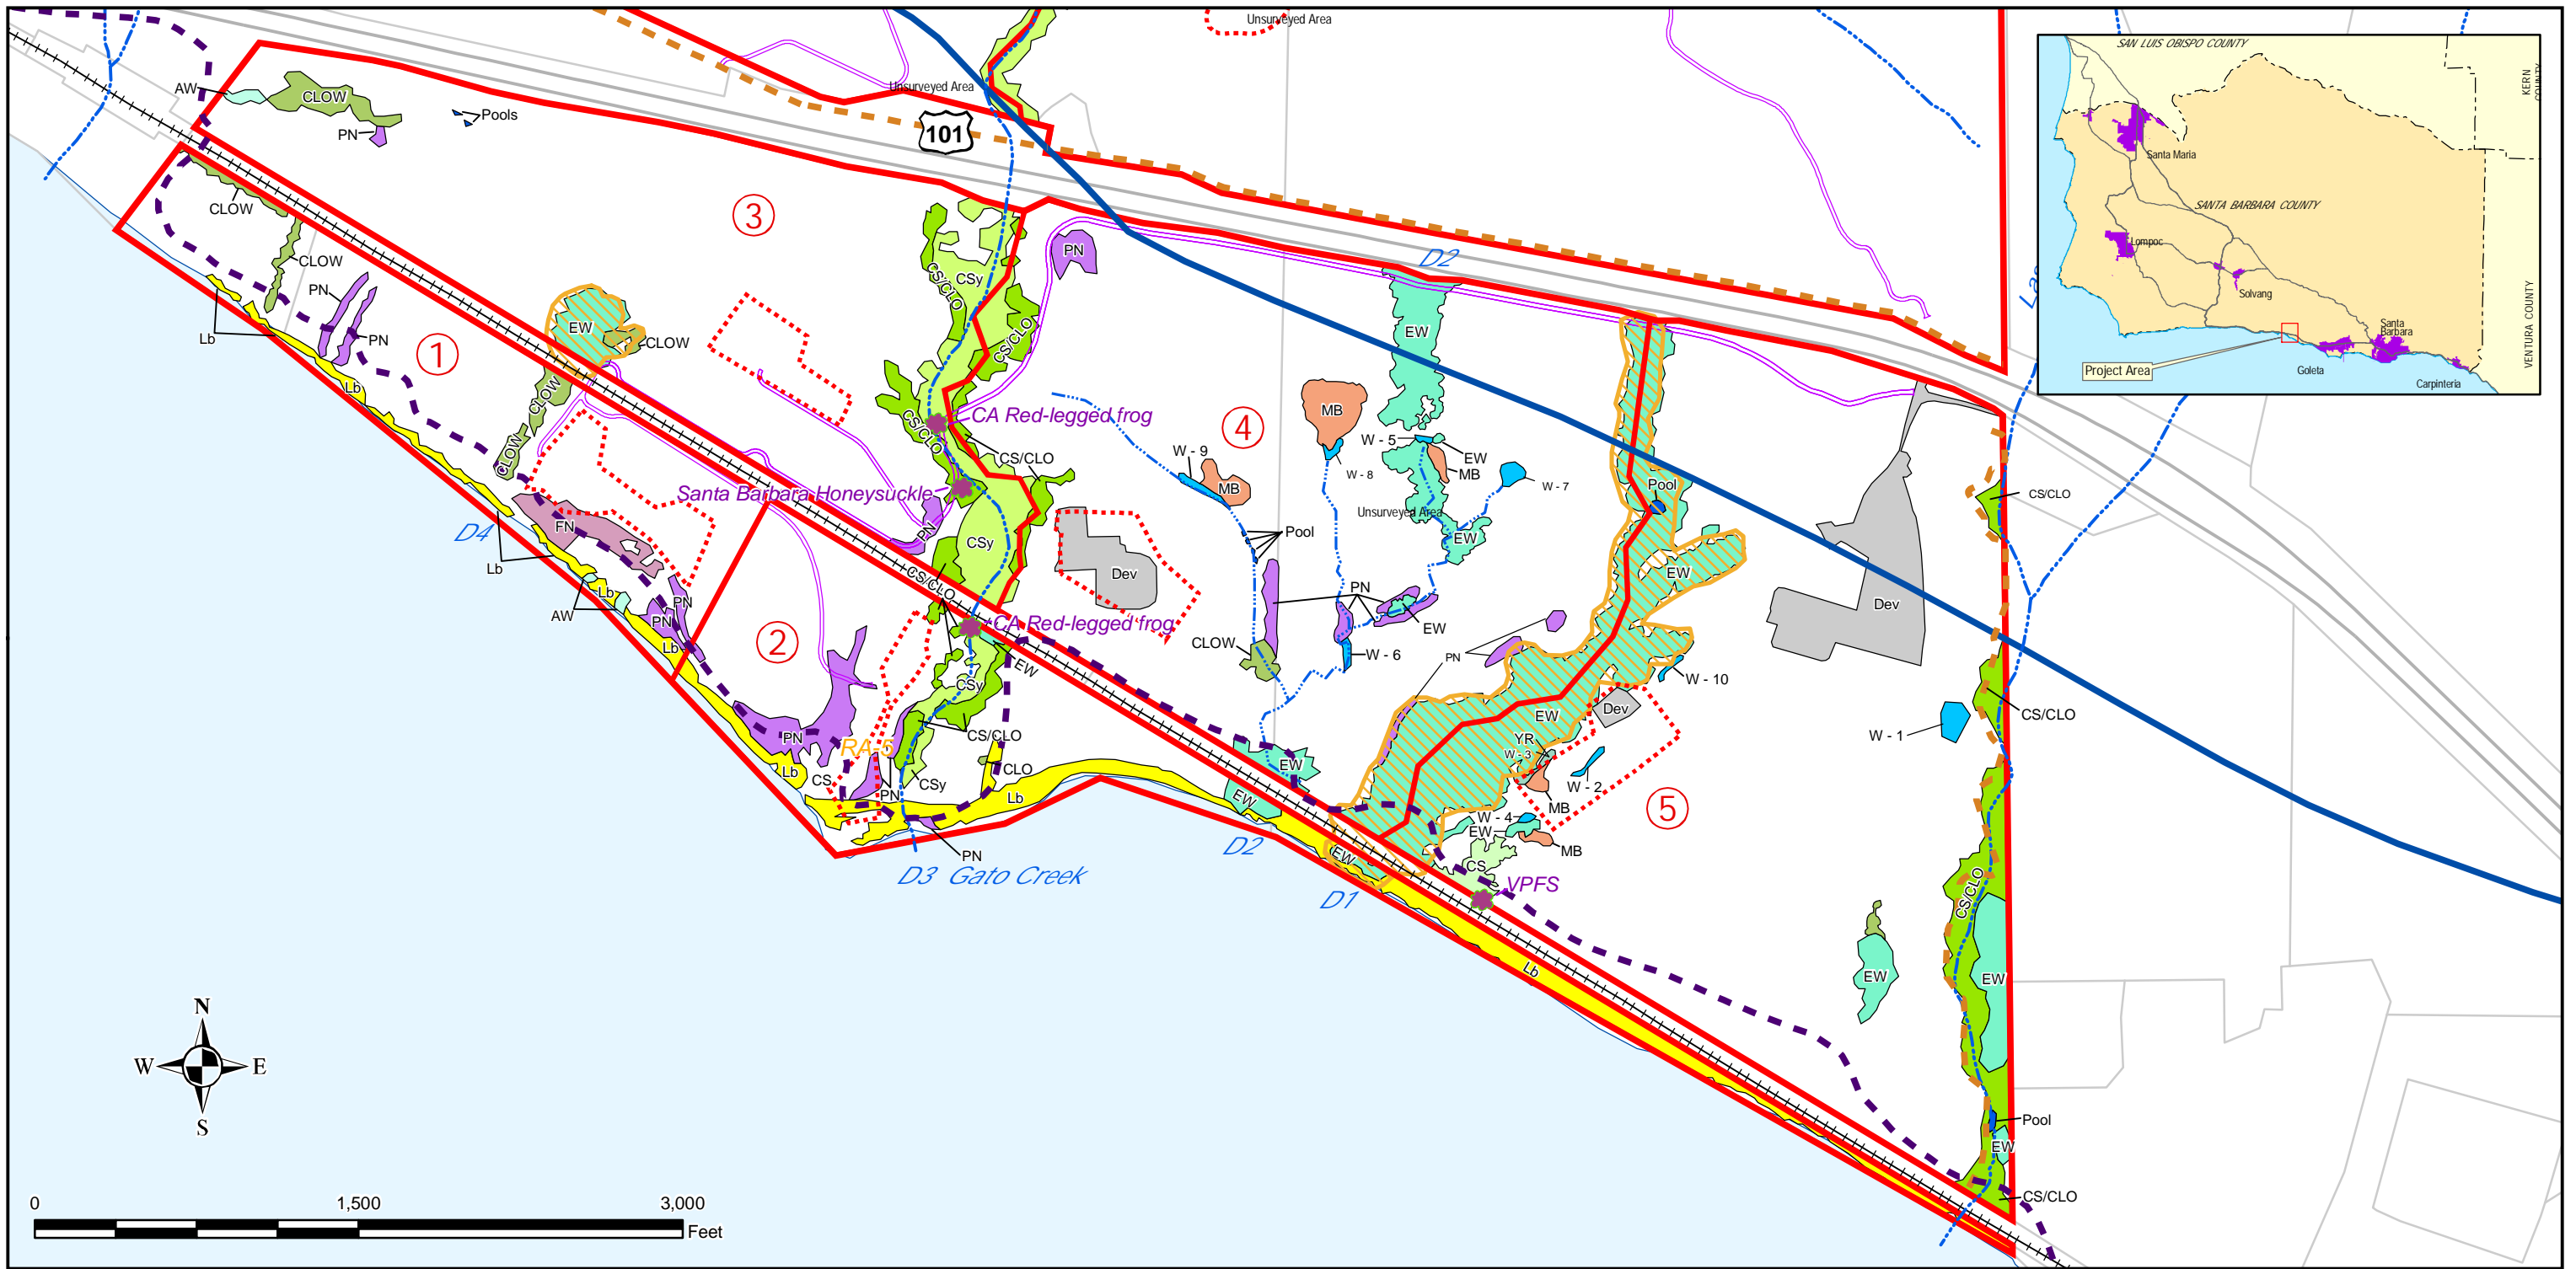 Unsurveyed Area
Unsurveyed Area
101
AW
CLOW
PN
Pools
CLOW
CLOW
PN
PN
Lb
Lb
1
3
EW
CLOW
CLOW
CLOW
CS/CLO
CSy
CS/CLO
PN
D2
CA Red-legged frog
CS/CLO
CS/CLO
Santa Barbara Honeysuckle
PN
CSy
CS/CLO
4
W - 9
MB
MB
W - 8
EW
W - 5
EW
MB
W - 7
Unsurveyed Area
EW
Pool
Pool
Dev
D4
FN
Lb
AW
Lb
PN
PN
Lb
2
CA Red-legged frog
EW
CSy
CS/CLO
CSy
RA-5
PN
Lb
CS
PN
CLO
Lb
PN
D3 Gato Creek
CLOW
PN
EW
W - 6
PN
EW
W - 10
Dev
EW
YR
W - 3
W - 2
MB
W - 4
EW
MB
CS
5
EW
EW
EW
D2
D1
VPFS
Lb
Dev
CS/CLO
CS/CLO
W - 1
CS/CLO
EW
EW
Pool
EW
CS/CLO
Las
SAN LUIS OBISPO COUNTY
KERN
COUNTY
Santa Maria
SANTA BARBARA COUNTY
Lompoc
Solvang
Santa
Barbara
VENTURA COUNTY
Project Area
Goleta
Carpinteria
N
W
E
S
0 1,500 3,000
Feet